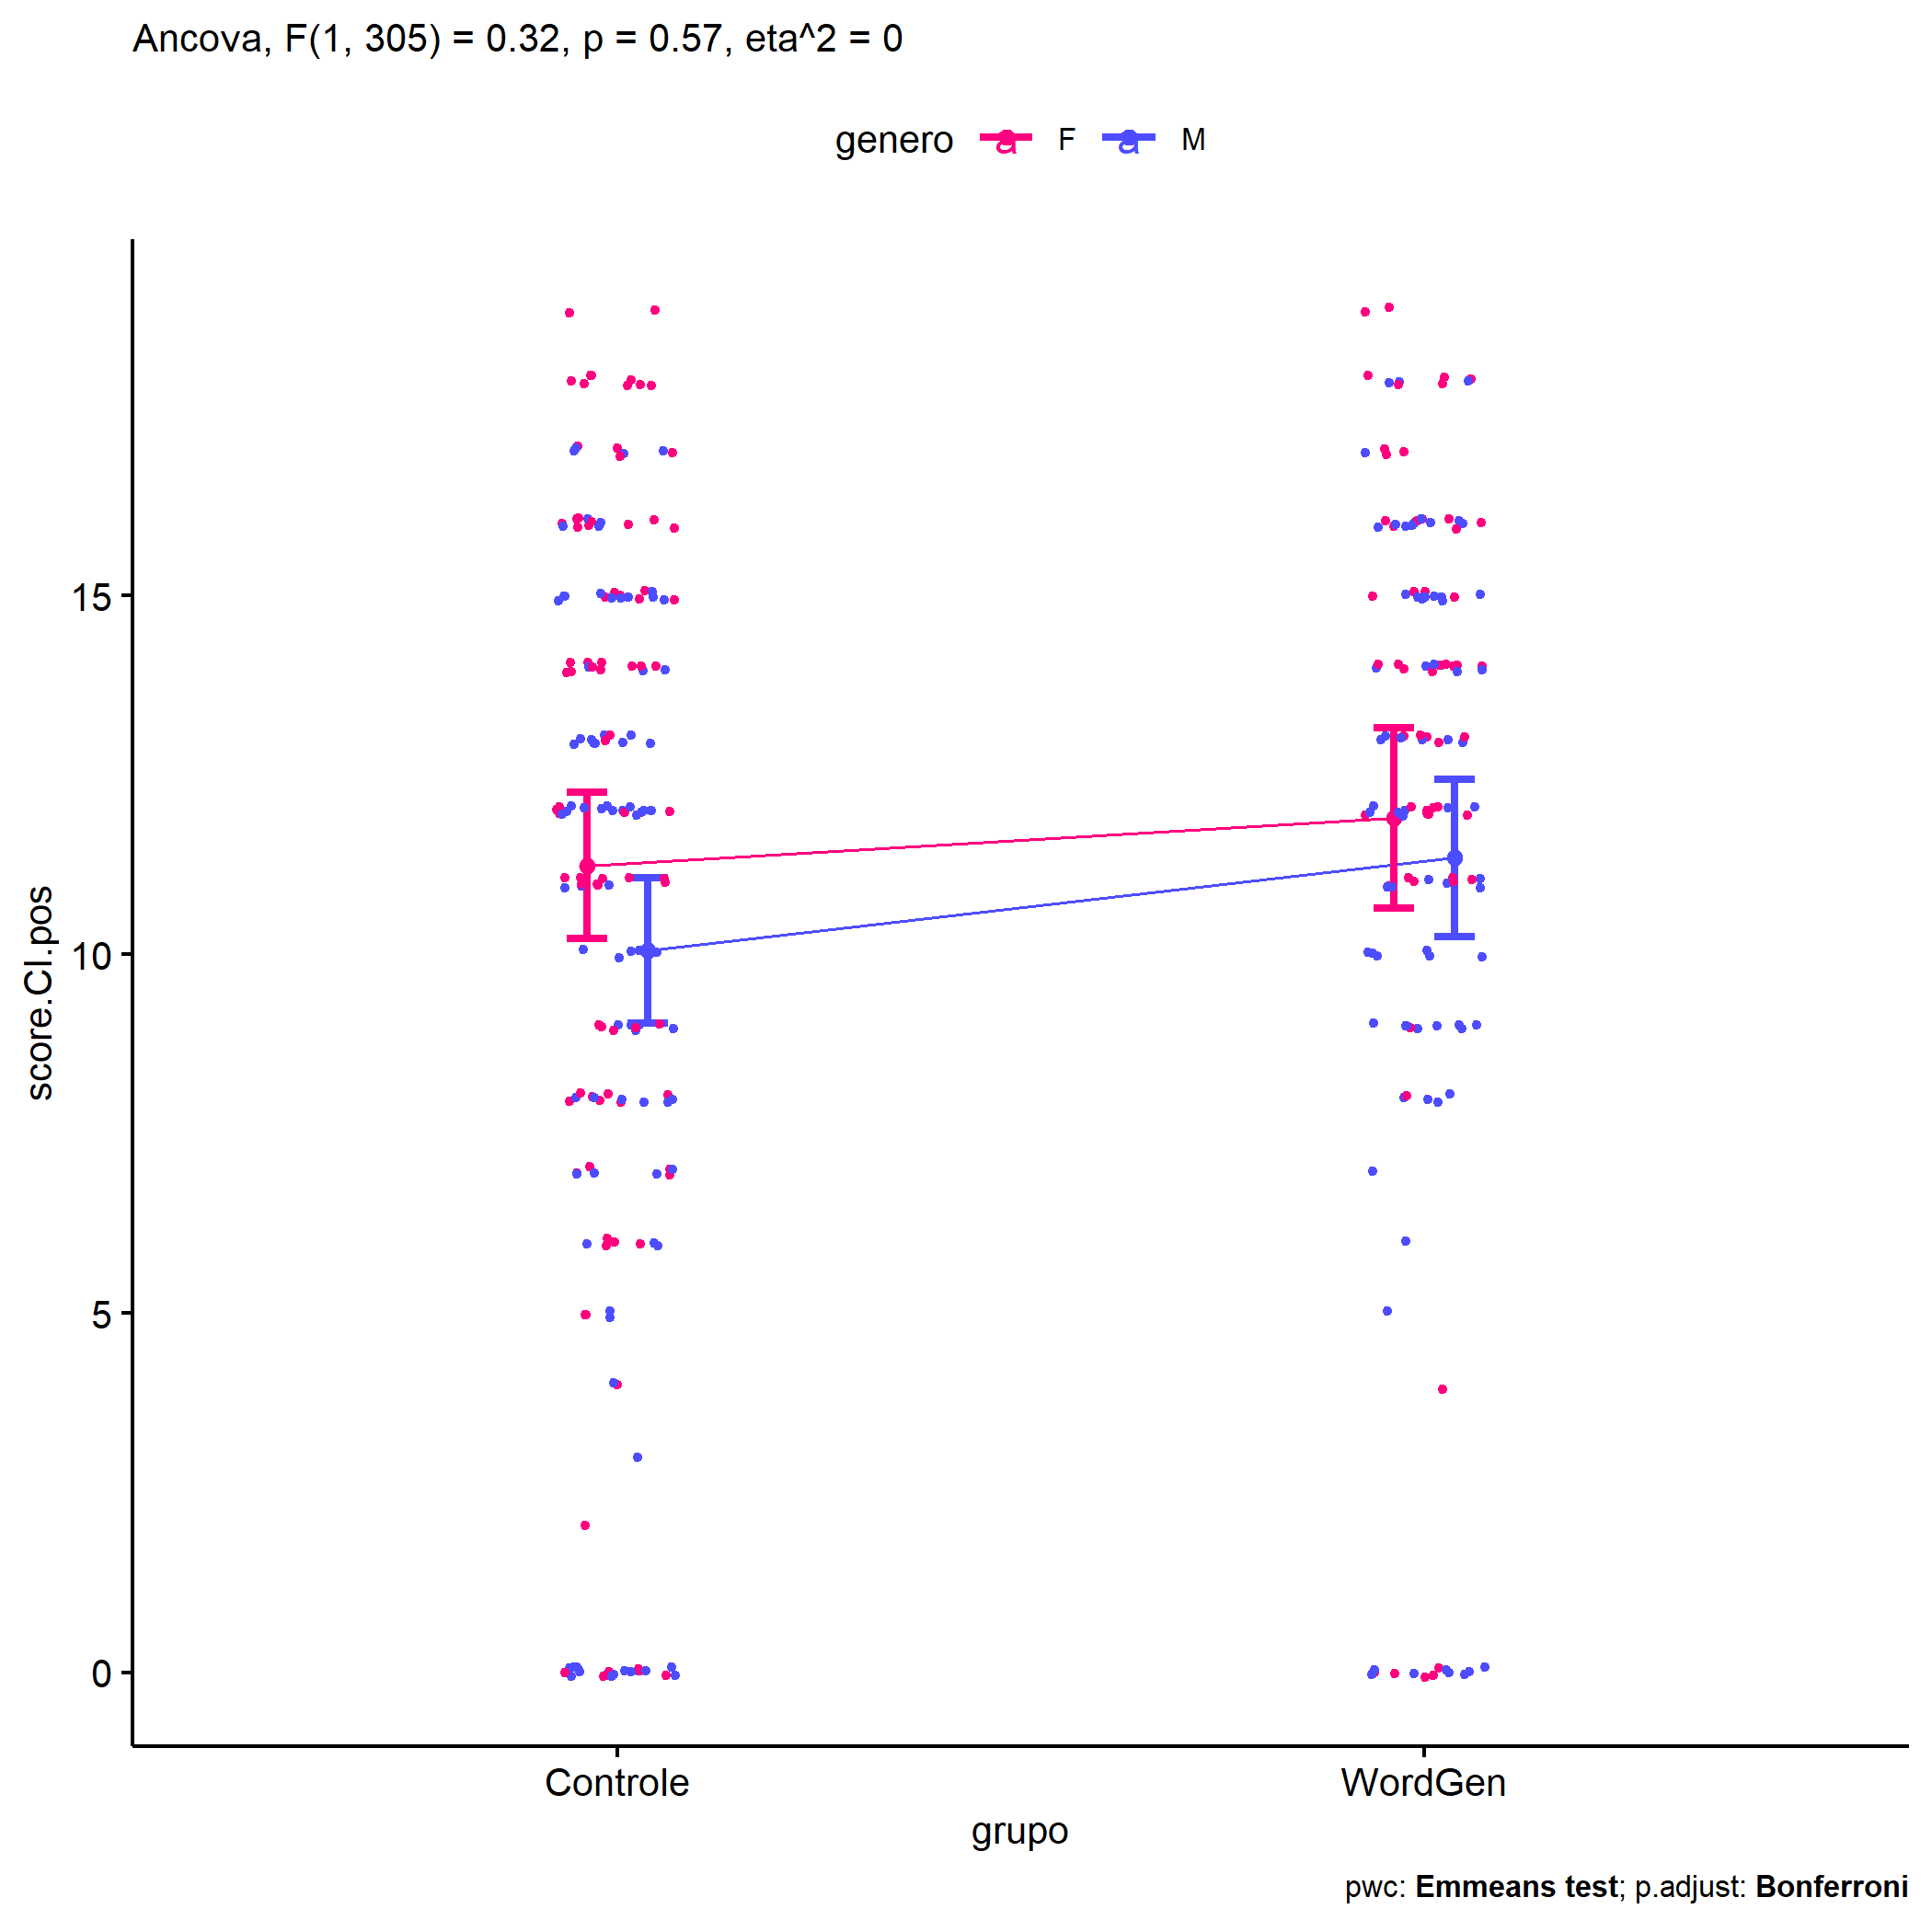 Ancova, F(1, 305) = 0.32, p = 0.57, eta^2 = 0
genero a F a M
score.CI.pos
15
10
5
0
Controle WordGen
grupo
pwc: Emmeans test; p.adjust: Bonferroni